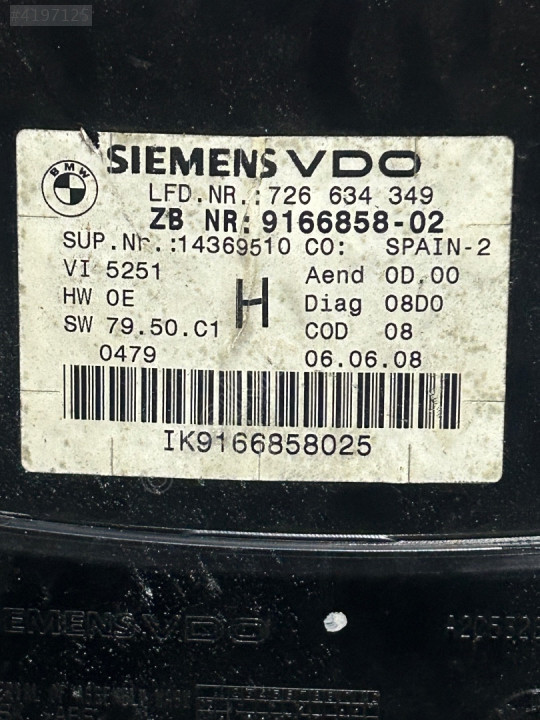 #4197125
BMW
SIEMENS VDO
LFD.NR.:726 634 349
ZB NR:9166858-02
SUP.Nr.:14369510 CO: SPAIN-2
VI 5251 Aend 0D.00
HW 0E H Diag 08D0
SW 79.50.C1 COD 08
0479 06.06.08
IK9166858025
SIEMENS VDO